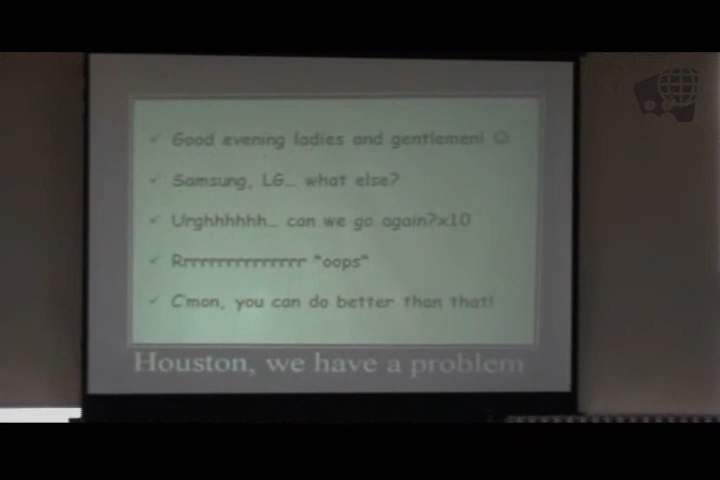 Good evening ladies and gentlemen! ☺
Samsung, LG… what else?
Urghhhhhh… can we go again?x10
Rrrrrrrrrrrrrrr *oops*
C'mon, you can do better than that!
Houston, we have a problem